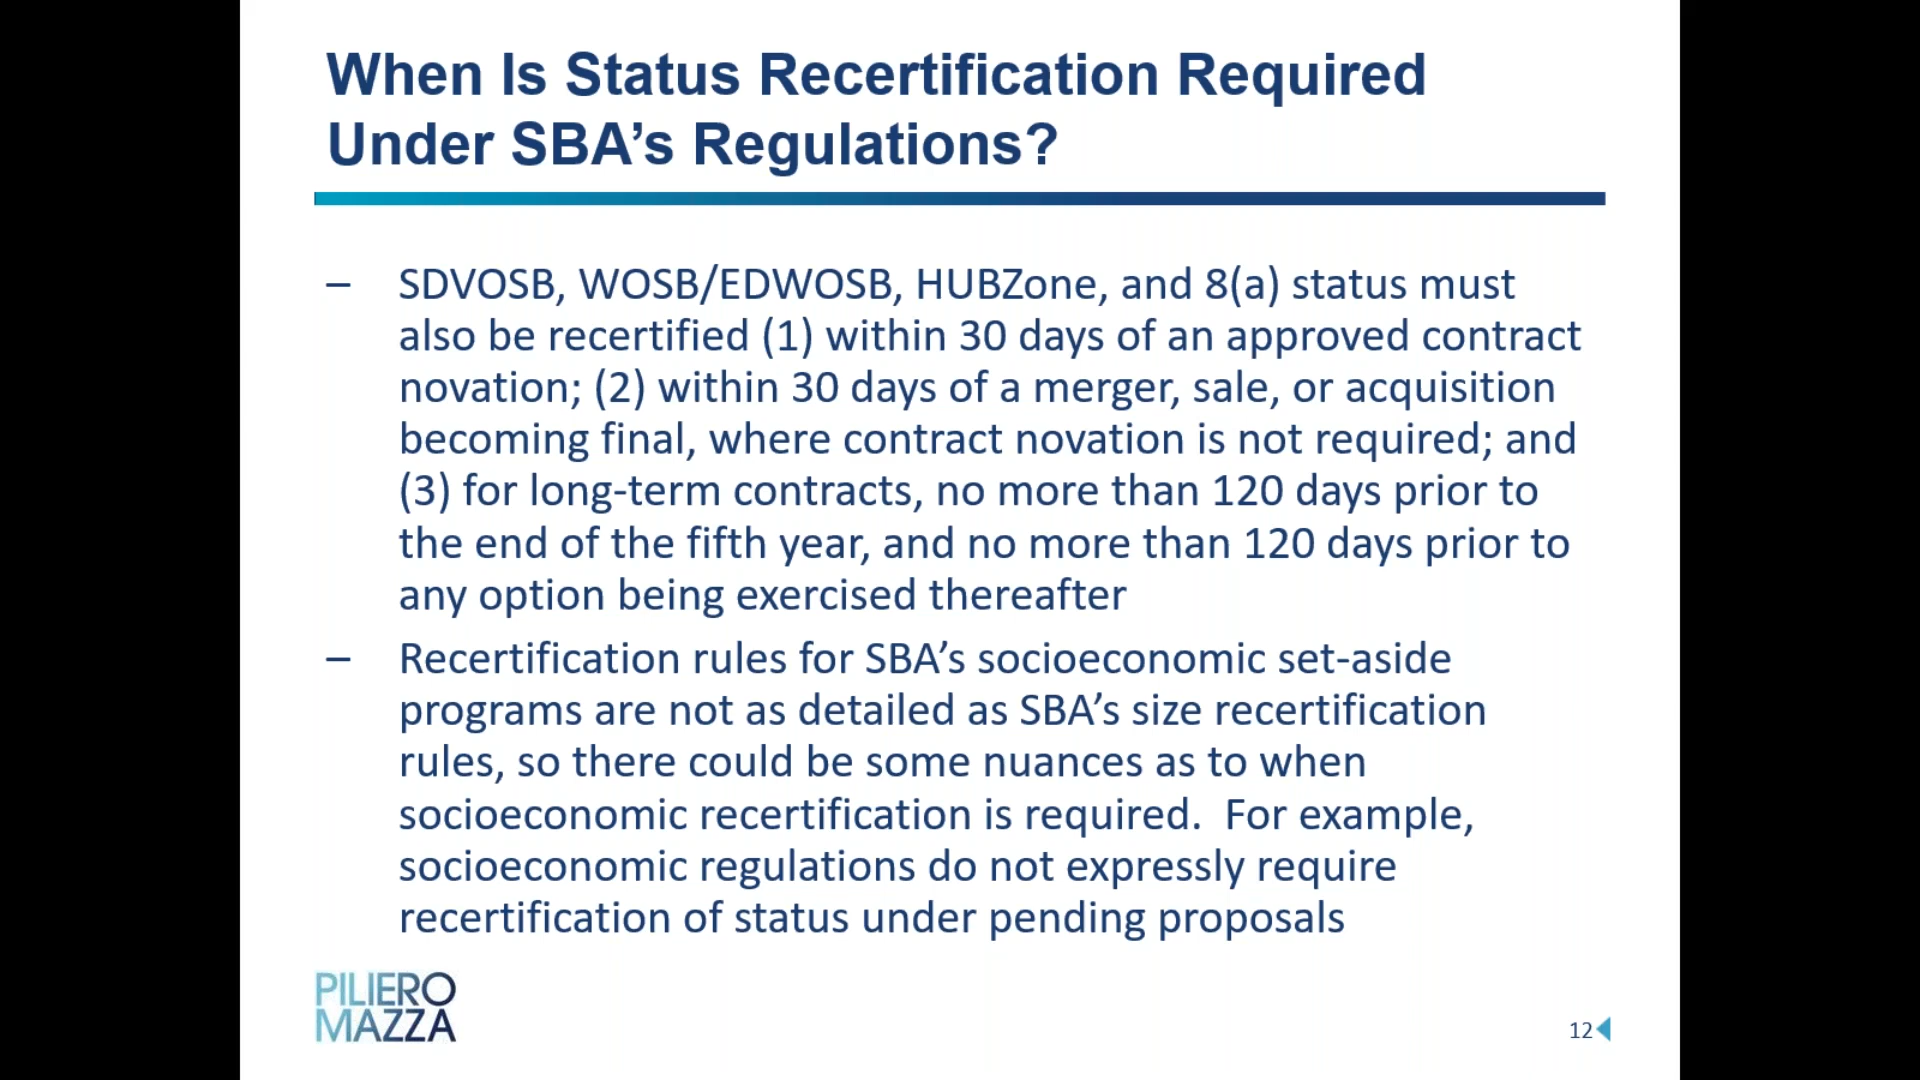 When Is Status Recertification Required
Under SBA’s Regulations?
– SDVOSB, WOSB/EDWOSB, HUBZone, and 8(a) status must
also be recertified (1) within 30 days of an approved contract
novation; (2) within 30 days of a merger, sale, or acquisition
becoming final, where contract novation is not required; and
(3) for long-term contracts, no more than 120 days prior to
the end of the fifth year, and no more than 120 days prior to
any option being exercised thereafter
– Recertification rules for SBA’s socioeconomic set-aside
programs are not as detailed as SBA’s size recertification
rules, so there could be some nuances as to when
socioeconomic recertification is required.  For example,
socioeconomic regulations do not expressly require
recertification of status under pending proposals
PILIERO
MAZZA
12